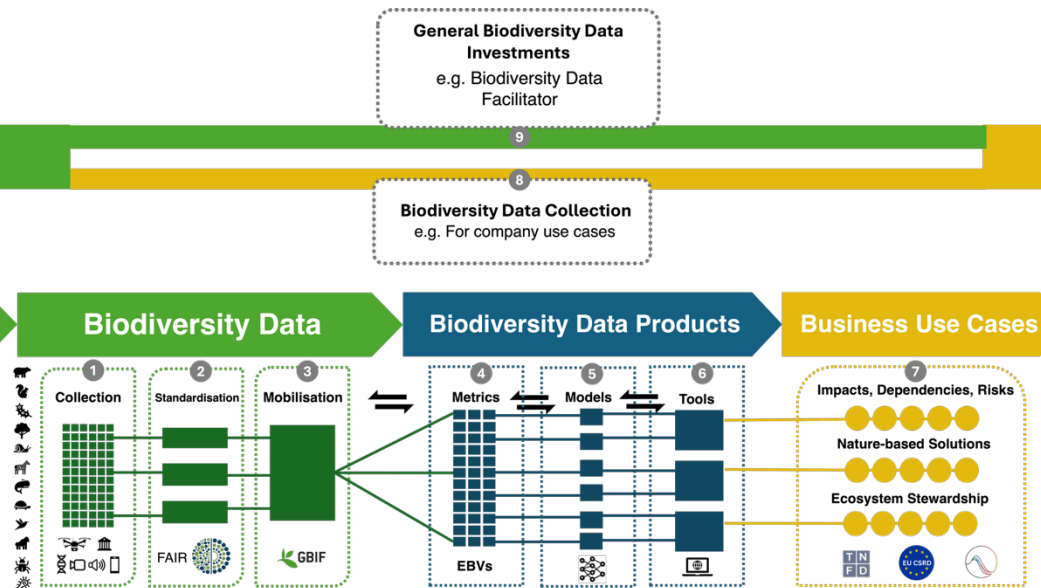 General Biodiversity Data
Investments
e.g. Biodiversity Data
Facilitator
9
8
Biodiversity Data Collection
e.g. For company use cases
Biodiversity Data
Biodiversity Data Products
Business Use Cases
1
2
3
4
5
6
7
Collection
Standardisation
Mobilisation
Metrics
Models
Tools
Impacts, Dependencies, Risks
Nature-based Solutions
Ecosystem Stewardship
FAIR
GBIF
EBVs
T N
F D
EU CSRD